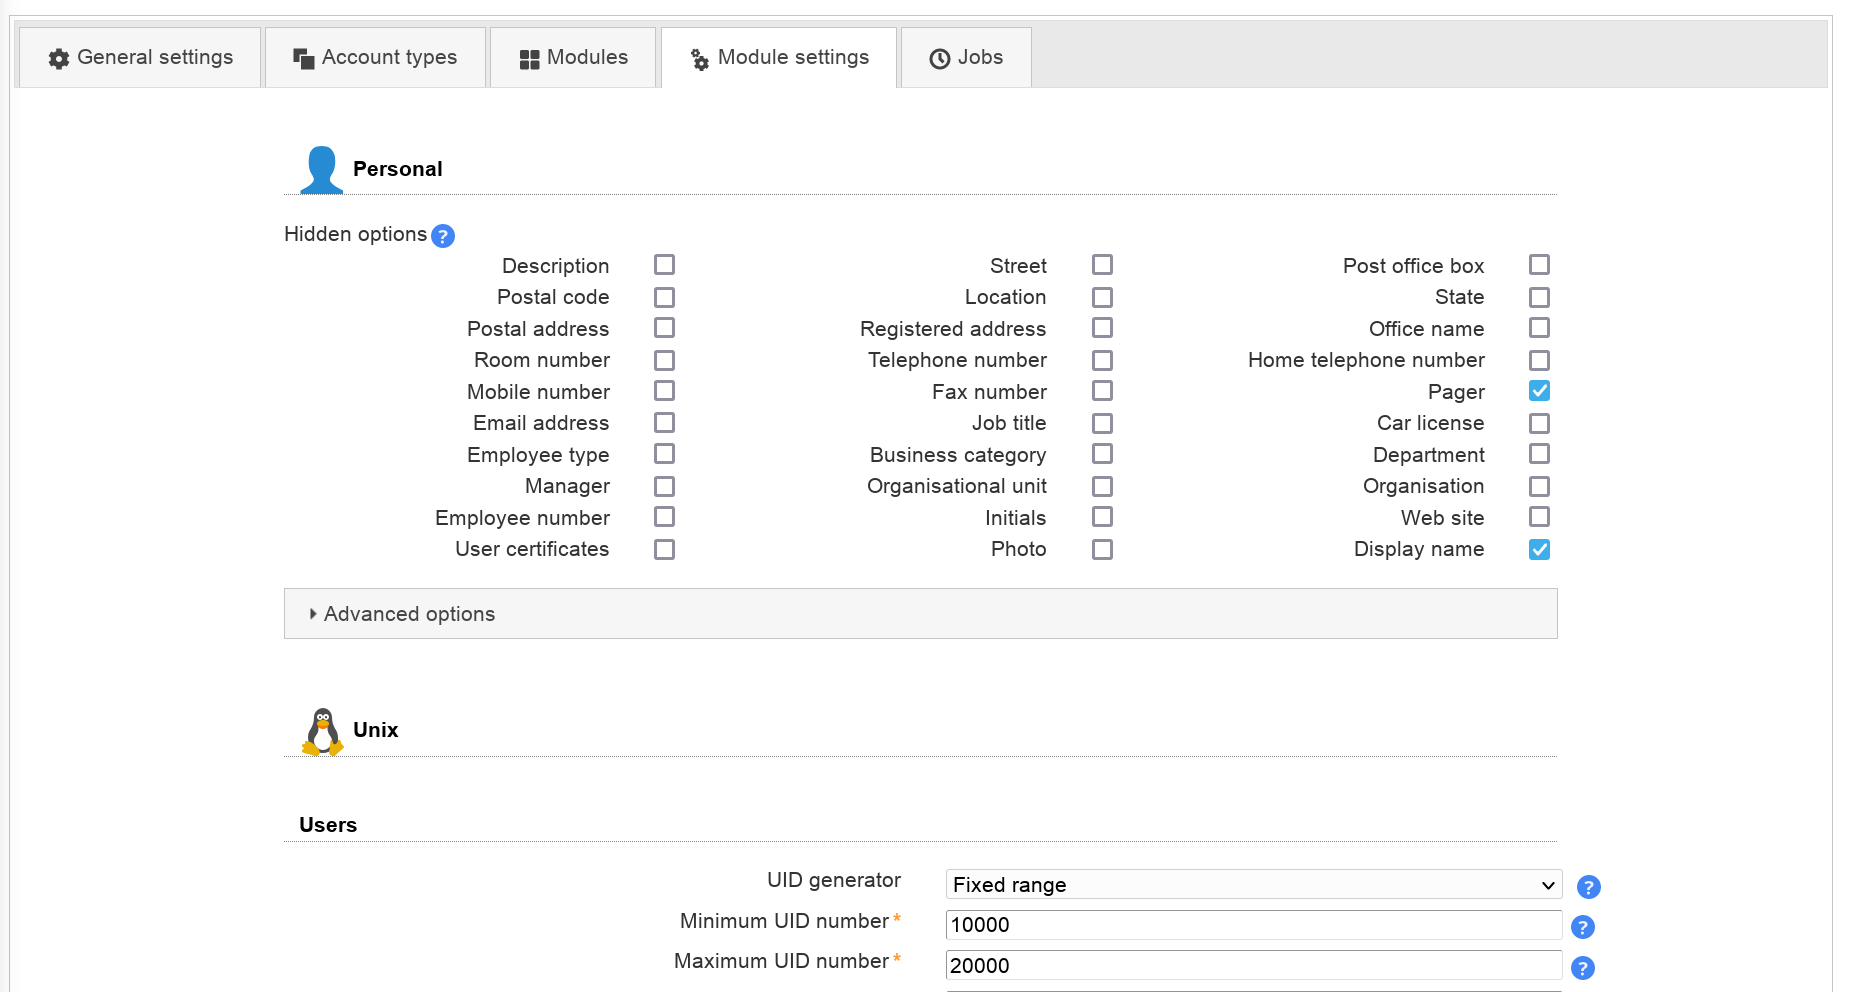 General settings Account types Modules Module settings Jobs
Personal
Hidden options ?
Description Street Post office box
Postal code Location State
Postal address Registered address Office name
Room number Telephone number Home telephone number
Mobile number Fax number Pager
Email address Job title Car license
Employee type Business category Department
Manager Organisational unit Organisation
Employee number Initials Web site
User certificates Photo Display name
Advanced options
Unix
Users
UID generator Fixed range ?
Minimum UID number* 10000 ?
Maximum UID number* 20000 ?